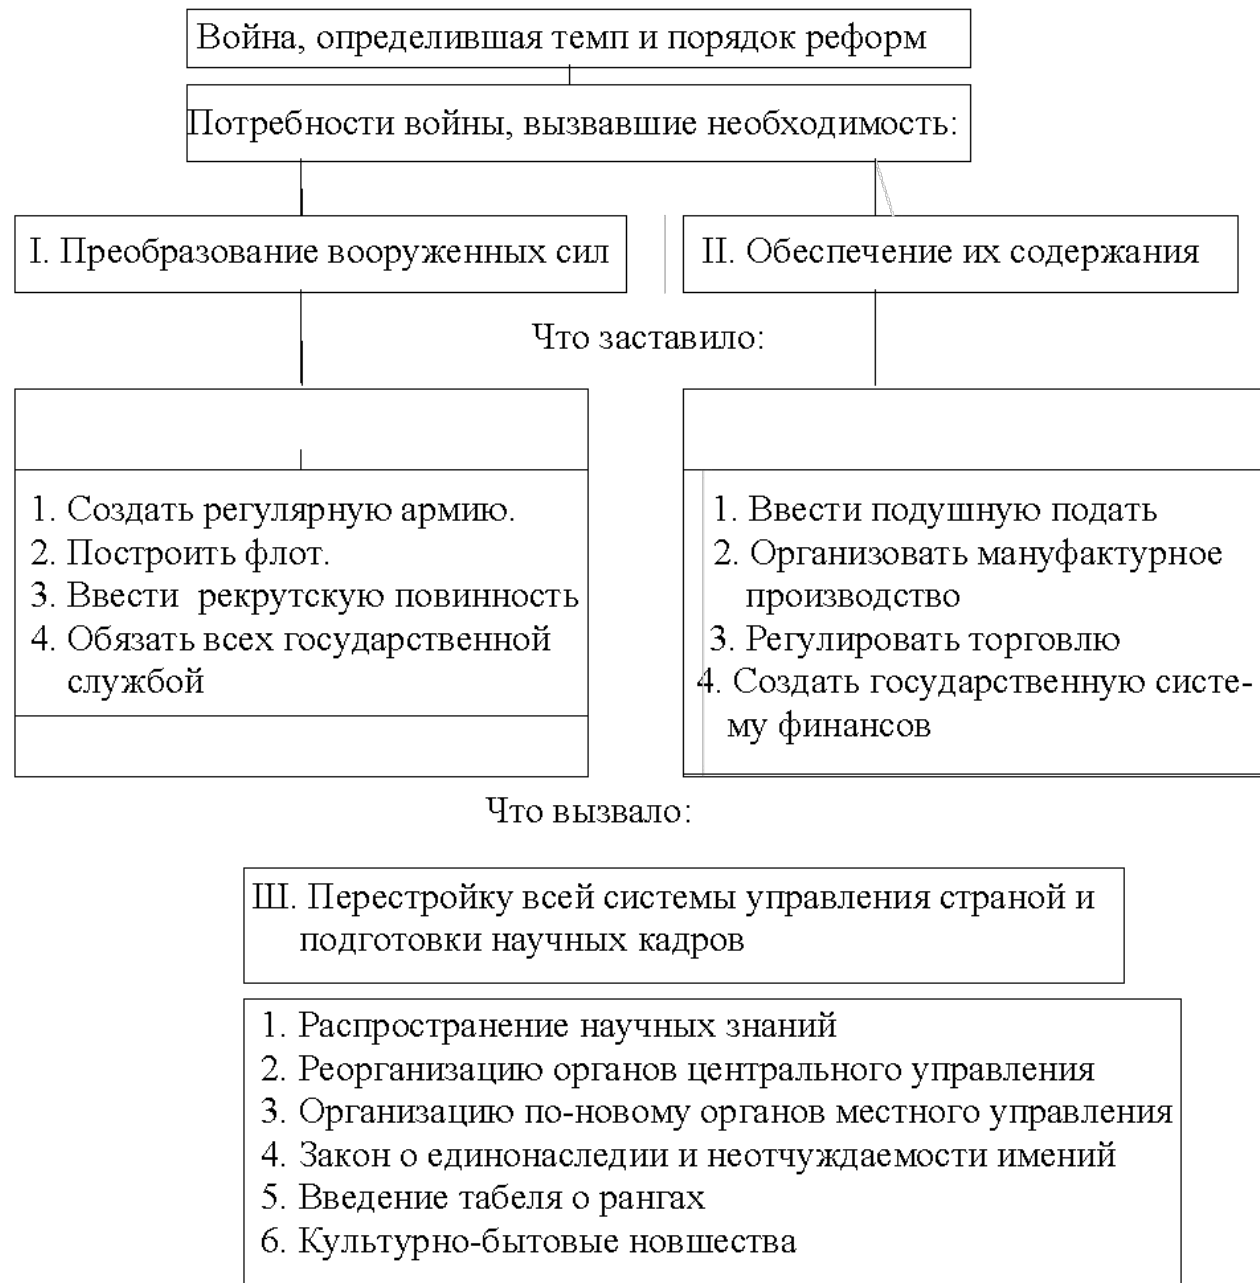 Война, определившая темп и порядок реформ
Потребности войны, вызвавшие необходимость:
I. Преобразование вооруженных сил
II. Обеспечение их содержания
Что заставило:
1. Создать регулярную армию.
2. Построить флот.
3. Ввести рекрутскую повинность
4. Обязать всех государственной
службой
1. Ввести подушную подать
2. Организовать мануфактурное
производство
3. Регулировать торговлю
4. Создать государственную систе-
му финансов
Что вызвало:
III. Перестройку всей системы управления страной и
подготовки научных кадров
1. Распространение научных знаний
2. Реорганизацию органов центрального управления
3. Организацию по-новому органов местного управления
4. Закон о единонаследии и неотчуждаемости имений
5. Введение табеля о рангах
6. Культурно-бытовые новшества